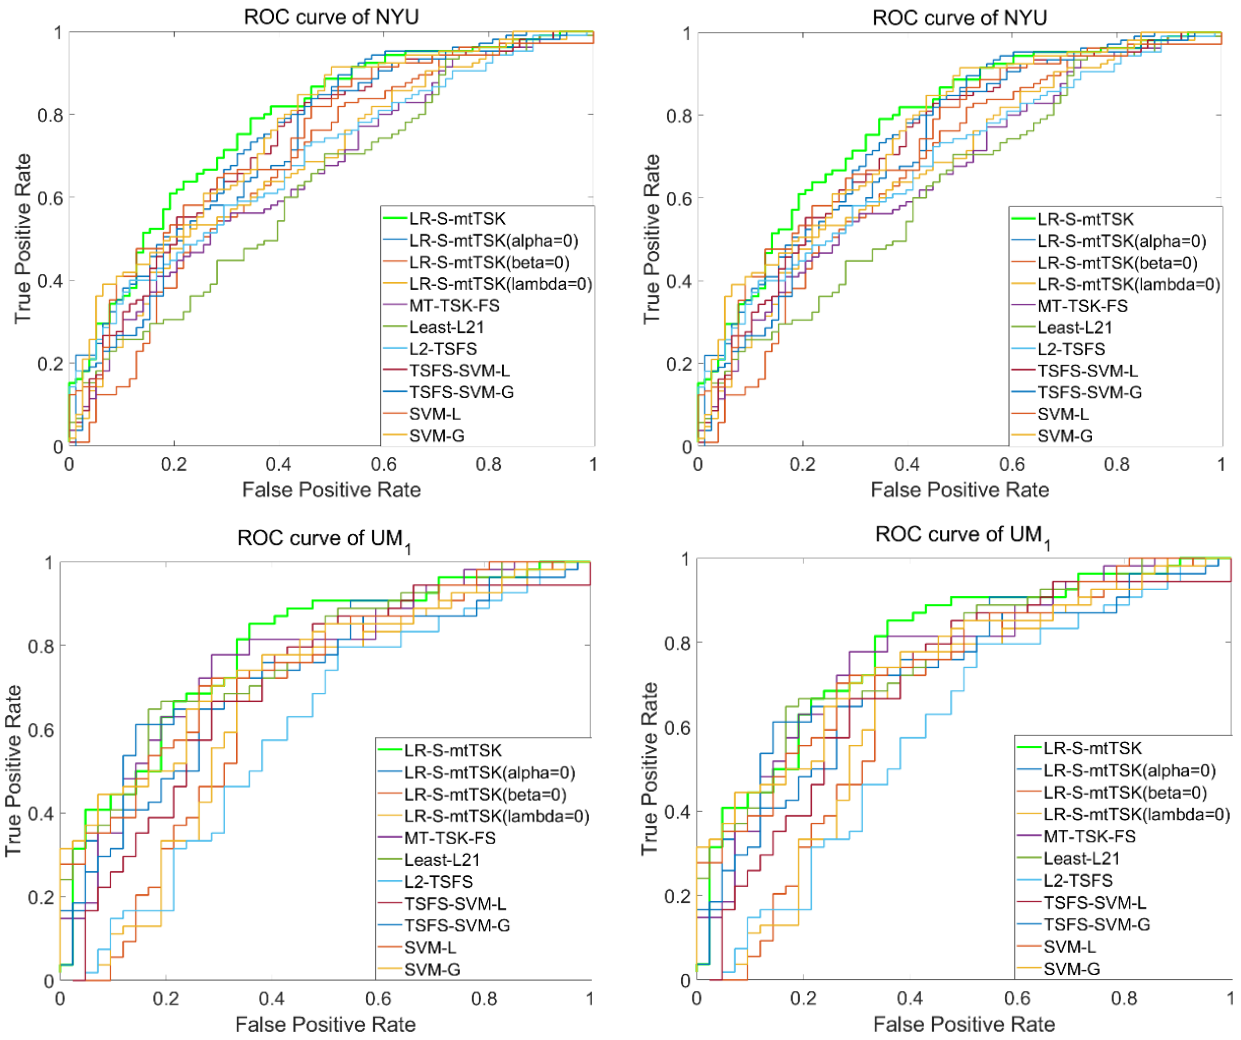 ROC curve of NYU
1
0.8
0.6
0.4
0.2
0
True Positive Rate
LR-S-mtTSK
LR-S-mtTSK(alpha=0)
LR-S-mtTSK(beta=0)
LR-S-mtTSK(lambda=0)
MT-TSK-FS
Least-L21
L2-TSFS
TSFS-SVM-L
TSFS-SVM-G
SVM-L
SVM-G
0 0.2 0.4 0.6 0.8 1
False Positive Rate
ROC curve of NYU
1
0.8
0.6
0.4
0.2
0
True Positive Rate
LR-S-mtTSK
LR-S-mtTSK(alpha=0)
LR-S-mtTSK(beta=0)
LR-S-mtTSK(lambda=0)
MT-TSK-FS
Least-L21
L2-TSFS
TSFS-SVM-L
TSFS-SVM-G
SVM-L
SVM-G
0 0.2 0.4 0.6 0.8 1
False Positive Rate
ROC curve of UM1
1
0.8
0.6
0.4
0.2
0
True Positive Rate
LR-S-mtTSK
LR-S-mtTSK(alpha=0)
LR-S-mtTSK(beta=0)
LR-S-mtTSK(lambda=0)
MT-TSK-FS
Least-L21
L2-TSFS
TSFS-SVM-L
TSFS-SVM-G
SVM-L
SVM-G
0 0.2 0.4 0.6 0.8 1
False Positive Rate
ROC curve of UM1
1
0.8
0.6
0.4
0.2
0
True Positive Rate
LR-S-mtTSK
LR-S-mtTSK(alpha=0)
LR-S-mtTSK(beta=0)
LR-S-mtTSK(lambda=0)
MT-TSK-FS
Least-L21
L2-TSFS
TSFS-SVM-L
TSFS-SVM-G
SVM-L
SVM-G
0 0.2 0.4 0.6 0.8 1
False Positive Rate